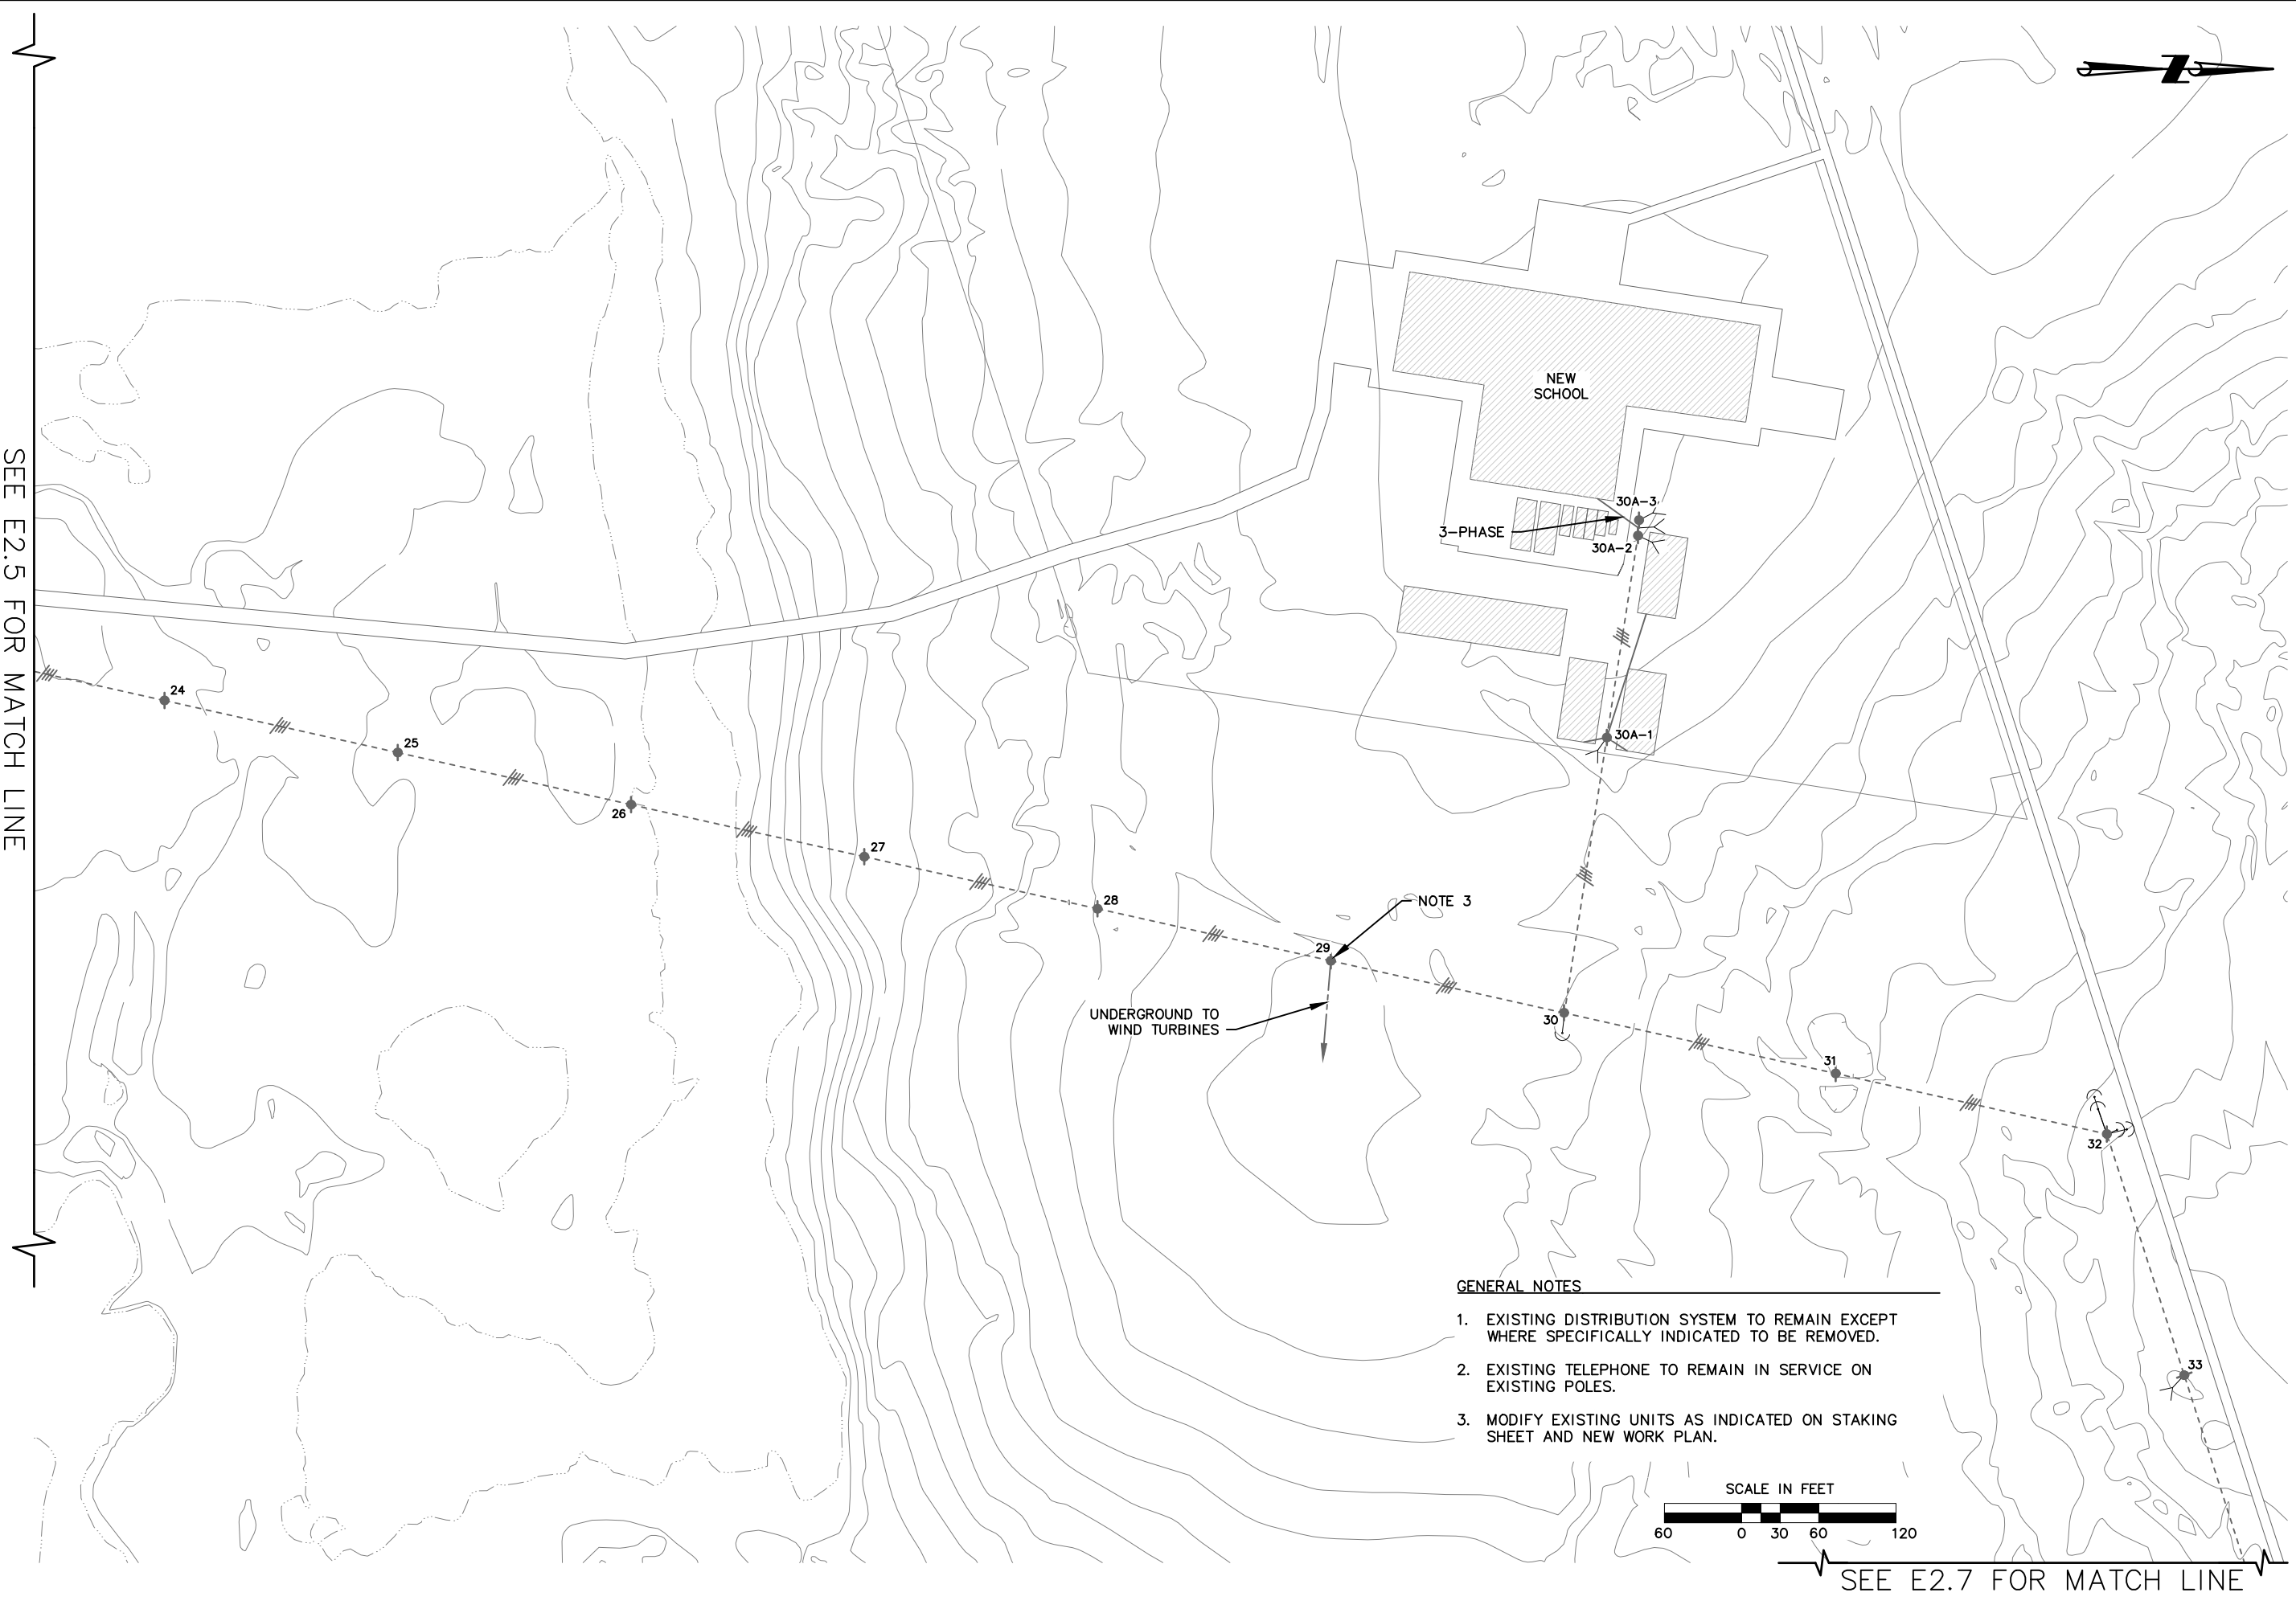 NEW
SCHOOL
30A-3
3-PHASE
30A-2
30A-1
SEE E2.5 FOR MATCH LINE
24
25
26
27
28
NOTE 3
29
UNDERGROUND TO
WIND TURBINES
30
31
32
33
GENERAL NOTES
1. EXISTING DISTRIBUTION SYSTEM TO REMAIN EXCEPT
WHERE SPECIFICALLY INDICATED TO BE REMOVED.
2. EXISTING TELEPHONE TO REMAIN IN SERVICE ON
EXISTING POLES.
3. MODIFY EXISTING UNITS AS INDICATED ON STAKING
SHEET AND NEW WORK PLAN.
SCALE IN FEET
60 0 30 60 120
SEE E2.7 FOR MATCH LINE
Z